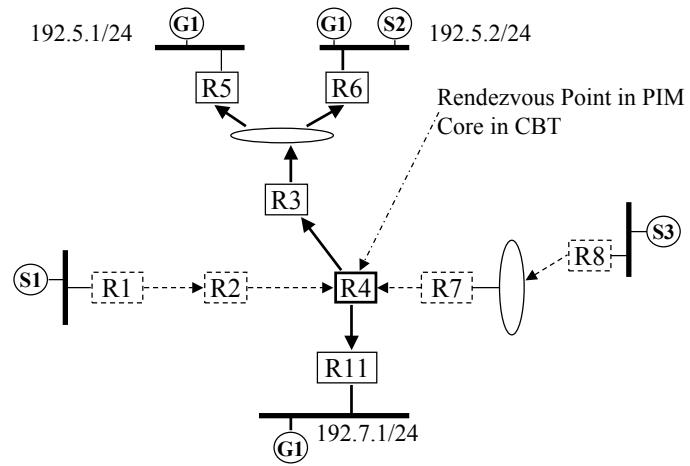 G1 G1 S2
192.5.1/24 192.5.2/24
R5 R6
Rendezvous Point in PIM
Core in CBT
R3
S3
R8
S1 R1 R2 R4 R7
R11
192.7.1/24
G1